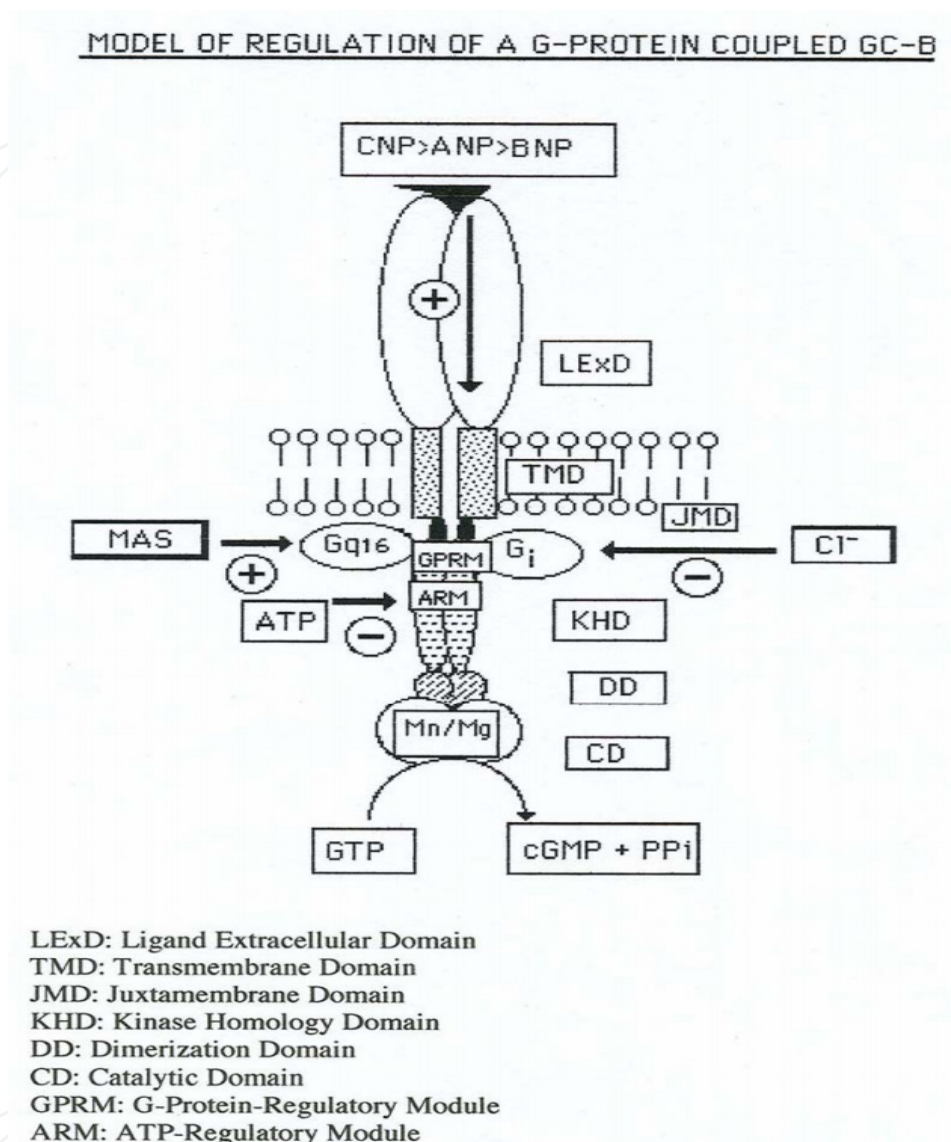 MODEL OF REGULATION OF A G-PROTEIN COUPLED GC-B
CNP>ANP>BNP
+
LExD
TMD
JMD
MAS
Gq16
GPRM
Gi
Cl-
+
-
ATP
-
ARM
KHD
DD
Mn/Mg
CD
GTP
cGMP + PPi
LExD: Ligand Extracellular Domain
TMD: Transmembrane Domain
JMD: Juxtamembrane Domain
KHD: Kinase Homology Domain
DD: Dimerization Domain
CD: Catalytic Domain
GPRM: G-Protein-Regulatory Module
ARM: ATP-Regulatory Module